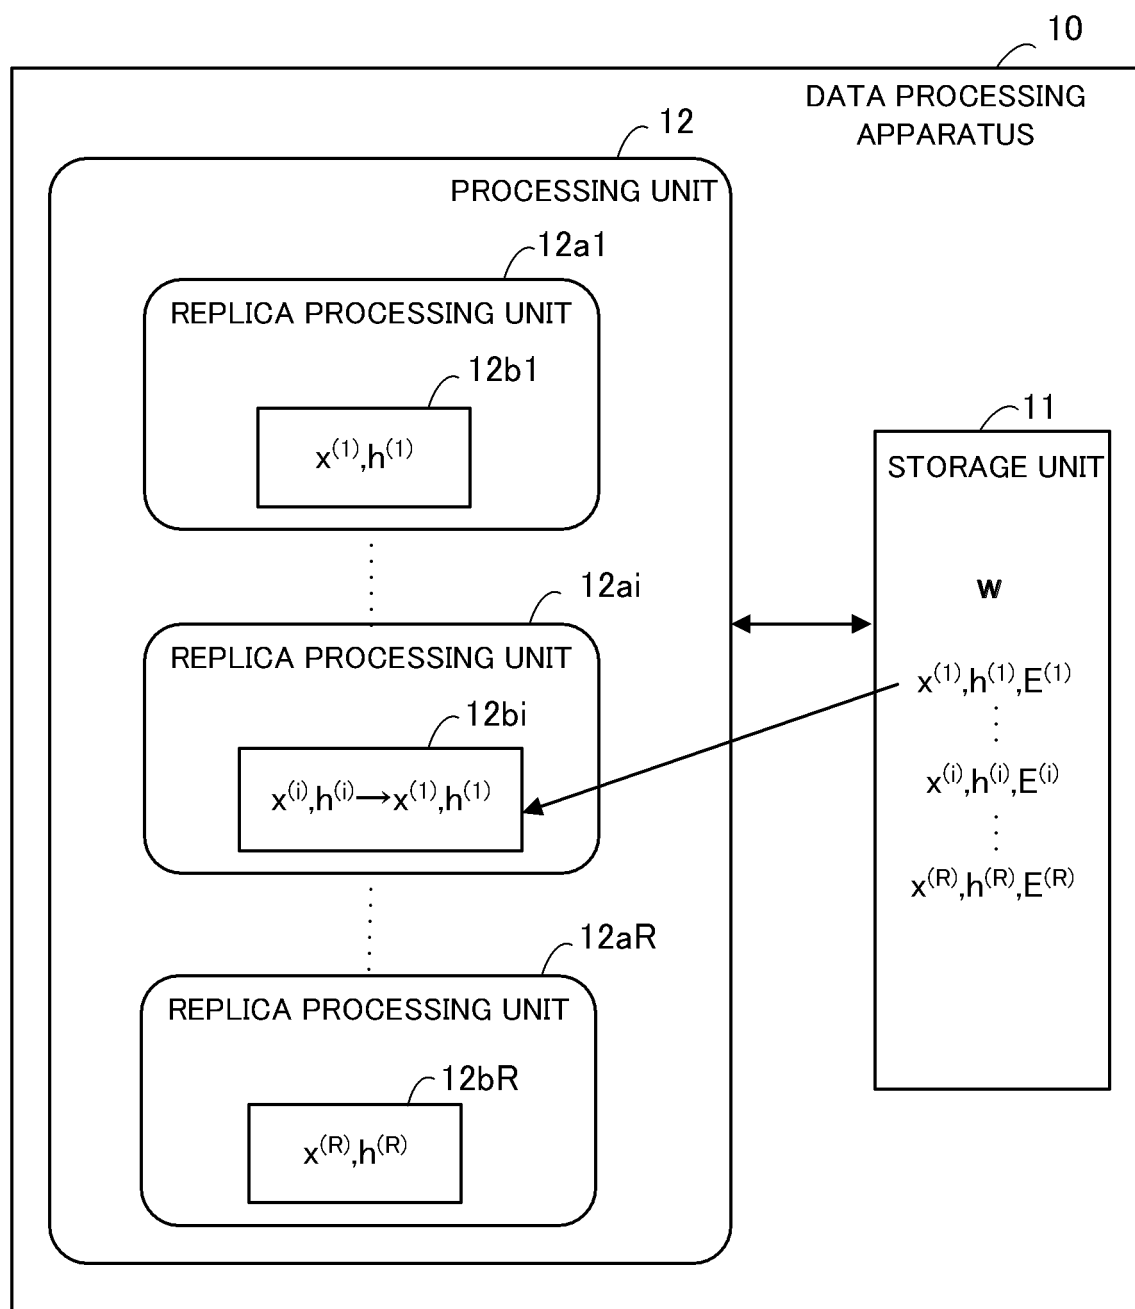 10
DATA PROCESSING
APPARATUS
12
PROCESSING UNIT
12a1
REPLICA PROCESSING UNIT
12b1
x⁽¹⁾,h⁽¹⁾
12ai
REPLICA PROCESSING UNIT
12bi
x⁽ⁱ⁾,h⁽ⁱ⁾→x⁽¹⁾,h⁽¹⁾
12aR
REPLICA PROCESSING UNIT
12bR
x⁽ᴿ⁾,h⁽ᴿ⁾
11
STORAGE UNIT
w
x⁽¹⁾,h⁽¹⁾,E⁽¹⁾
x⁽ⁱ⁾,h⁽ⁱ⁾,E⁽ⁱ⁾
x⁽ᴿ⁾,h⁽ᴿ⁾,E⁽ᴿ⁾